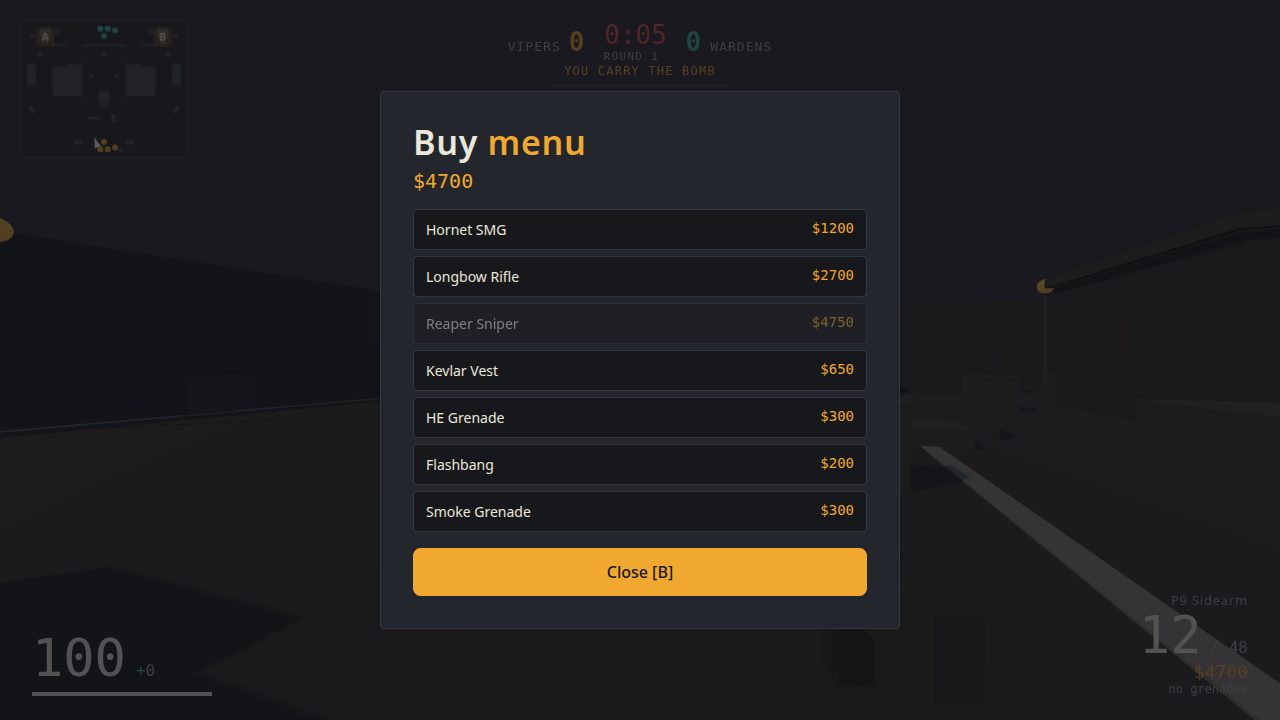 A
B
VIPERS 0 0:05 0 WARDENS
ROUND 1
YOU CARRY THE BOMB
Buy menu
$4700
Hornet SMG $1200
Longbow Rifle $2700
Reaper Sniper $4750
Kevlar Vest $650
HE Grenade $300
Flashbang $200
Smoke Grenade $300
Close [B]
100 +0
P9 Sidearm
12 / 48
$4700
no grenades